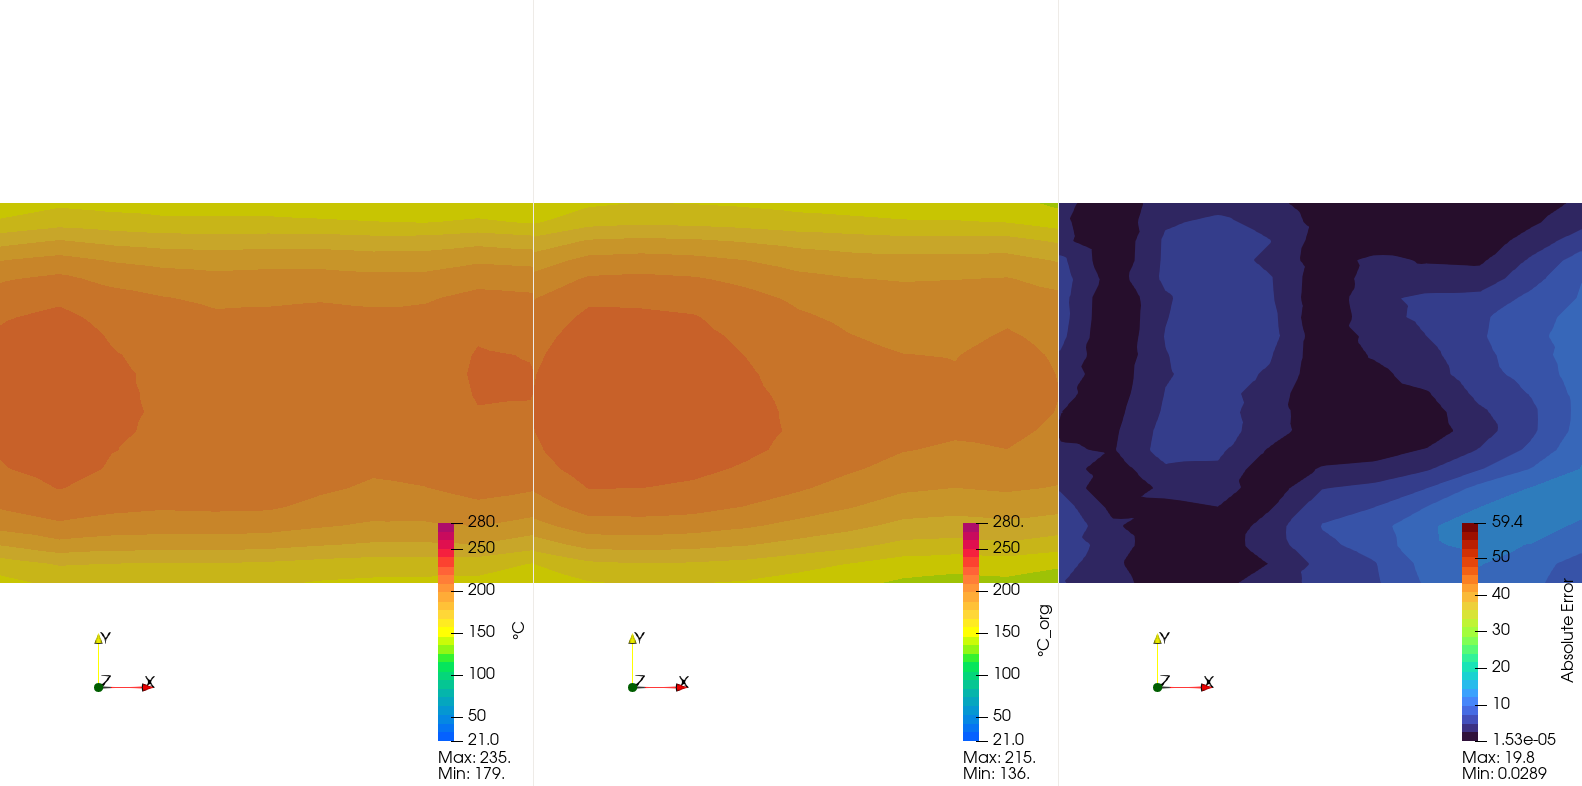 280.
250
200
150
100
50
21.0
°C
Max: 235.
Min: 179.
Y
Z
X
280.
250
200
150
100
50
21.0
°C_org
Max: 215.
Min: 136.
Y
Z
X
59.4
50
40
30
20
10
1.53e-05
Absolute Error
Max: 19.8
Min: 0.0289
Y
Z
X